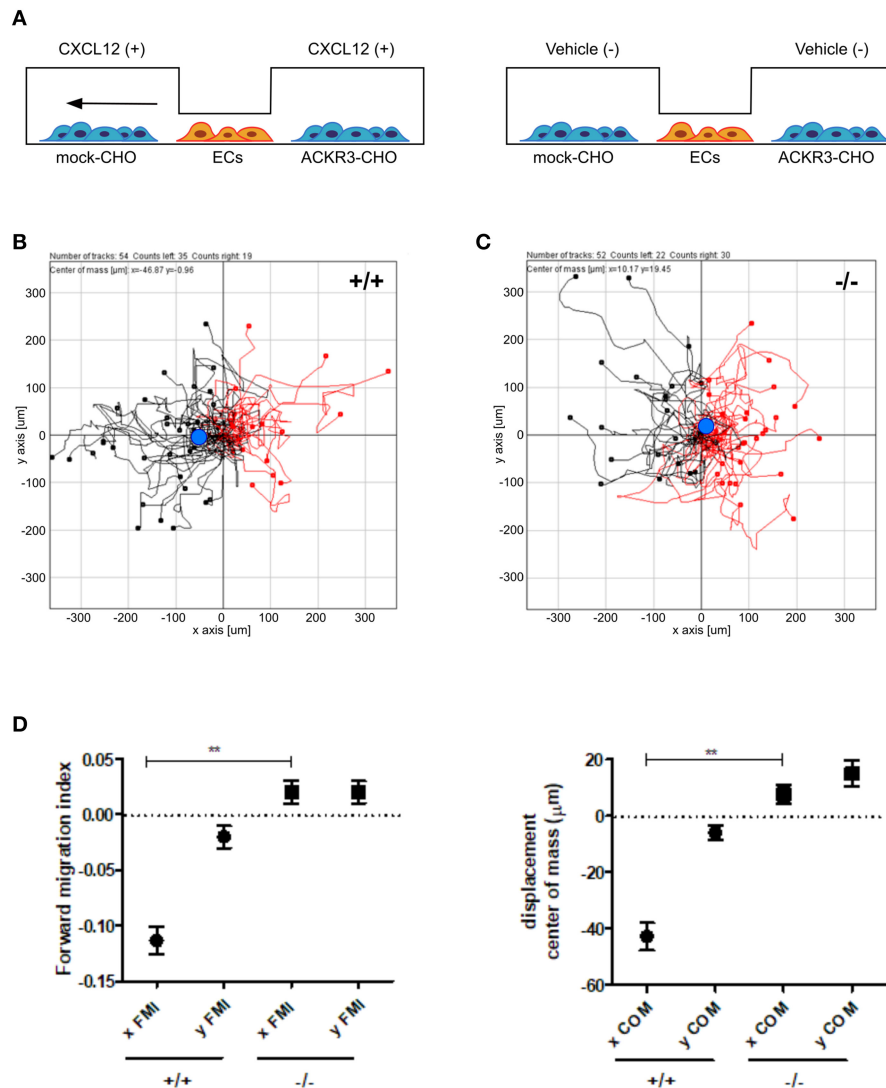 A
CXCL12 (+) CXCL12 (+) Vehicle (-) Vehicle (-)
mock-CHO ECs ACKR3-CHO mock-CHO ECs ACKR3-CHO
B
Number of tracks: 54 Counts left: 35 Counts right: 19
Center of mass [µm]: x=-46.87 y=-0.96
+/+
300
200
100
0
-100
-200
-300
y axis [um]
-300 -200 -100 0 100 200 300
x axis [um]
C
Number of tracks: 52 Counts left: 22 Counts right: 30
Center of mass [µm]: x=10.17 y=19.45
-/-
300
200
100
0
-100
-200
-300
y axis [um]
-300 -200 -100 0 100 200 300
x axis [um]
D
**
0.05
0.00
-0.05
-0.10
-0.15
Forward migration index
x FMI y FMI x FMI y FMI
+/+ -/-
**
20
0
-20
-40
-60
displacement
center of mass (µm)
x COM y COM x COM y COM
+/+ -/-